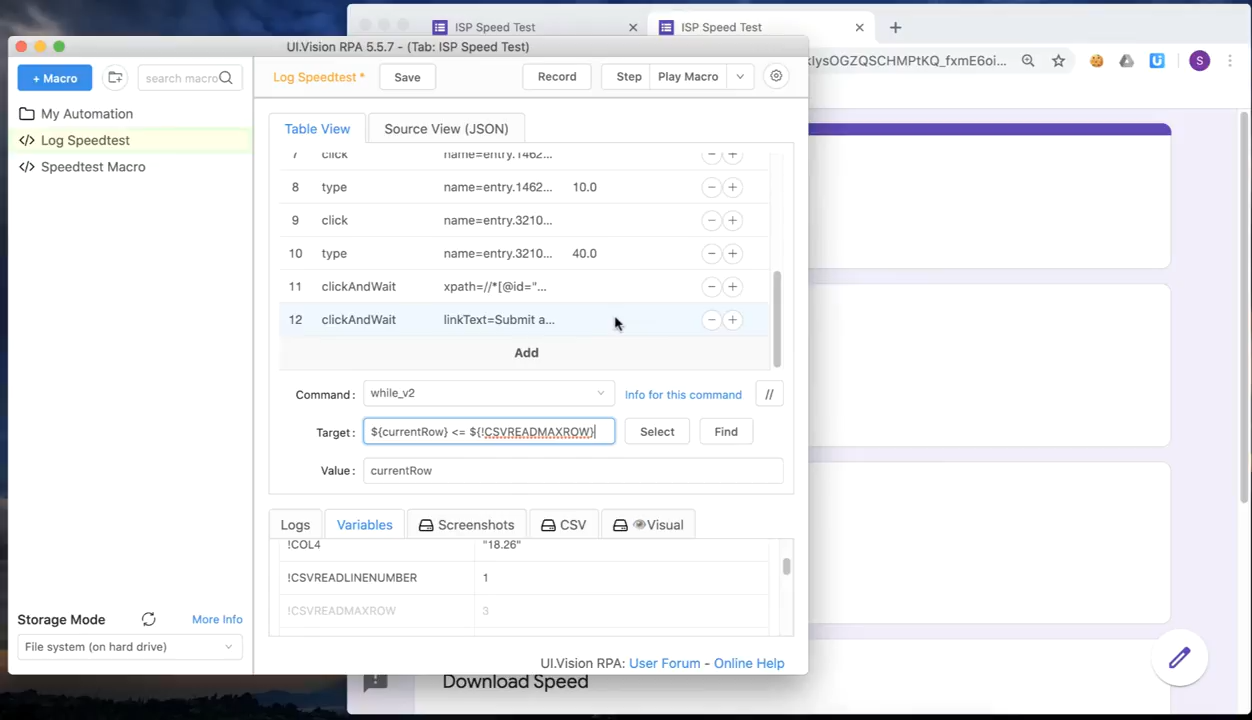 ISP Speed Test
ISP Speed Test
UI.Vision RPA 5.5.7 - (Tab: ISP Speed Test)
klysOGZQSCHMPtKQ_fxmE6oi...
S
+ Macro
search macro
Log Speedtest *
Save
Record
Step
Play Macro
My Automation
Log Speedtest
Speedtest Macro
Table View
Source View (JSON)
7 click name=entry.1462...
8 type name=entry.1462... 10.0
9 click name=entry.3210...
10 type name=entry.3210... 40.0
11 clickAndWait xpath=//*[@id="...
12 clickAndWait linkText=Submit a...
Add
Command: while_v2 Info for this command //
Target: ${currentRow} <= ${!CSVREADMAXROW} Select Find
Value: currentRow
Logs Variables Screenshots CSV Visual
!COL4 "18.26"
!CSVREADLINENUMBER 1
!CSVREADMAXROW 3
Storage Mode More Info
File system (on hard drive)
UI.Vision RPA: User Forum - Online Help
Download Speed